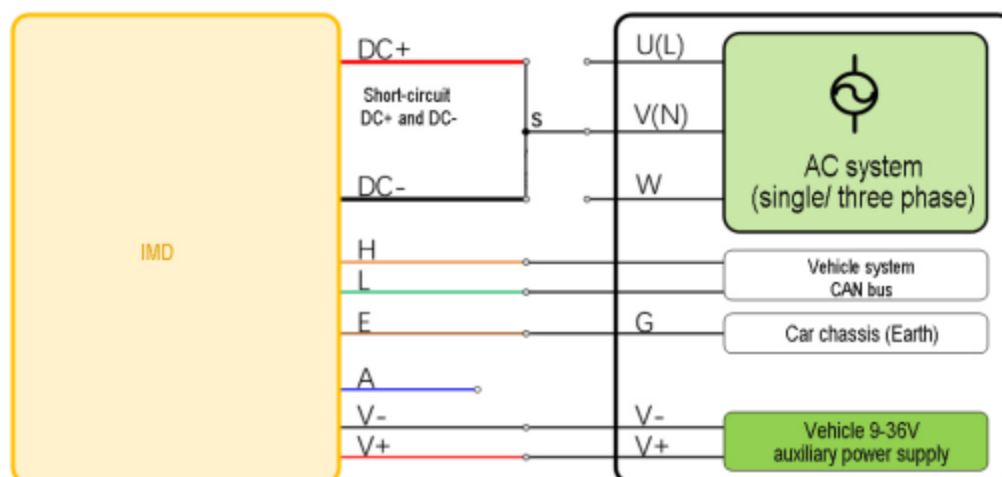 DC+
U(L)
Short-circuit
DC+ and DC-
S
V(N)
AC system
(single/ three phase)
DC-
W
IMD
H
Vehicle system
CAN bus
L
E
G
Car chassis (Earth)
A
V-
V-
Vehicle 9-36V
auxiliary power supply
V+
V+